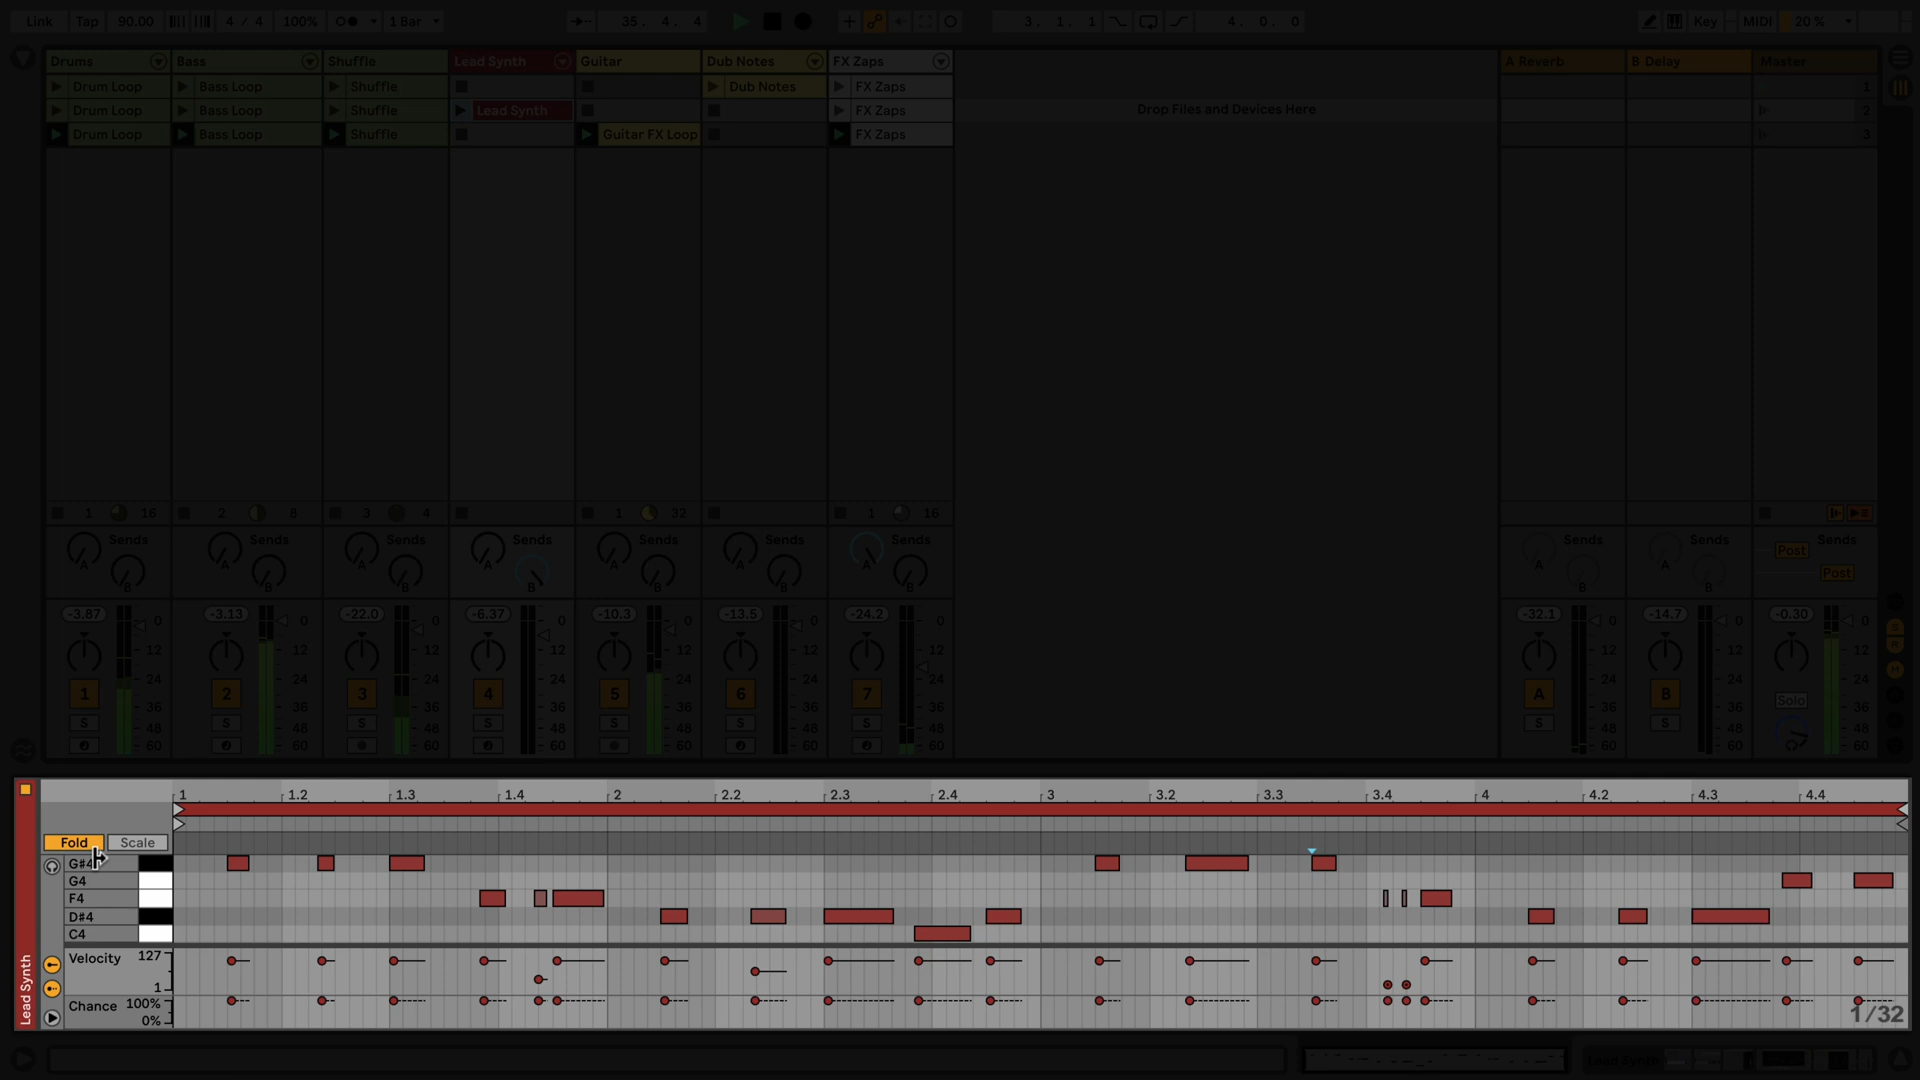 Link Tap 90.00 4 / 4 100% 1 Bar 35. 4. 4 3. 1. 1 4. 0. 0 Key MIDI 20 %
Drums Bass Shuffle Lead Synth Guitar Dub Notes FX Zaps A Reverb B Delay Master
Drum Loop Bass Loop Shuffle Dub Notes FX Zaps 1
Drum Loop Bass Loop Shuffle Lead Synth FX Zaps Drop Files and Devices Here 2
Drum Loop Bass Loop Shuffle Guitar FX Loop FX Zaps 3
1 16 2 8 3 4 1 32 1 16
Sends Sends Sends Sends Sends Sends Sends Sends Sends Post Sends
A A A A A A A A A
B B B B B B B B B Post
-3.87 0 -3.13 0 -22.0 0 -6.37 0 -10.3 0 -13.5 0 -24.2 0 -32.1 0 -14.7 0 -0.30 0
12 12 12 12 12 12 12 12 12 12
24 24 24 24 24 24 24 24 24 24
1 2 3 4 5 6 7 A B Solo
36 36 36 36 36 36 36 36 36 36
S 48 S 48 S 48 S 48 S 48 S 48 S 48 S 48 S 48 48
60 60 60 60 60 60 60 60 60 60
1 1.2 1.3 1.4 2 2.2 2.3 2.4 3 3.2 3.3 3.4 4 4.2 4.3 4.4
Fold Scale
G#4
G4
F4
D#4
C4
Velocity 127
1
Chance 100%
0%
1/32
Lead Synth
Lead Synth